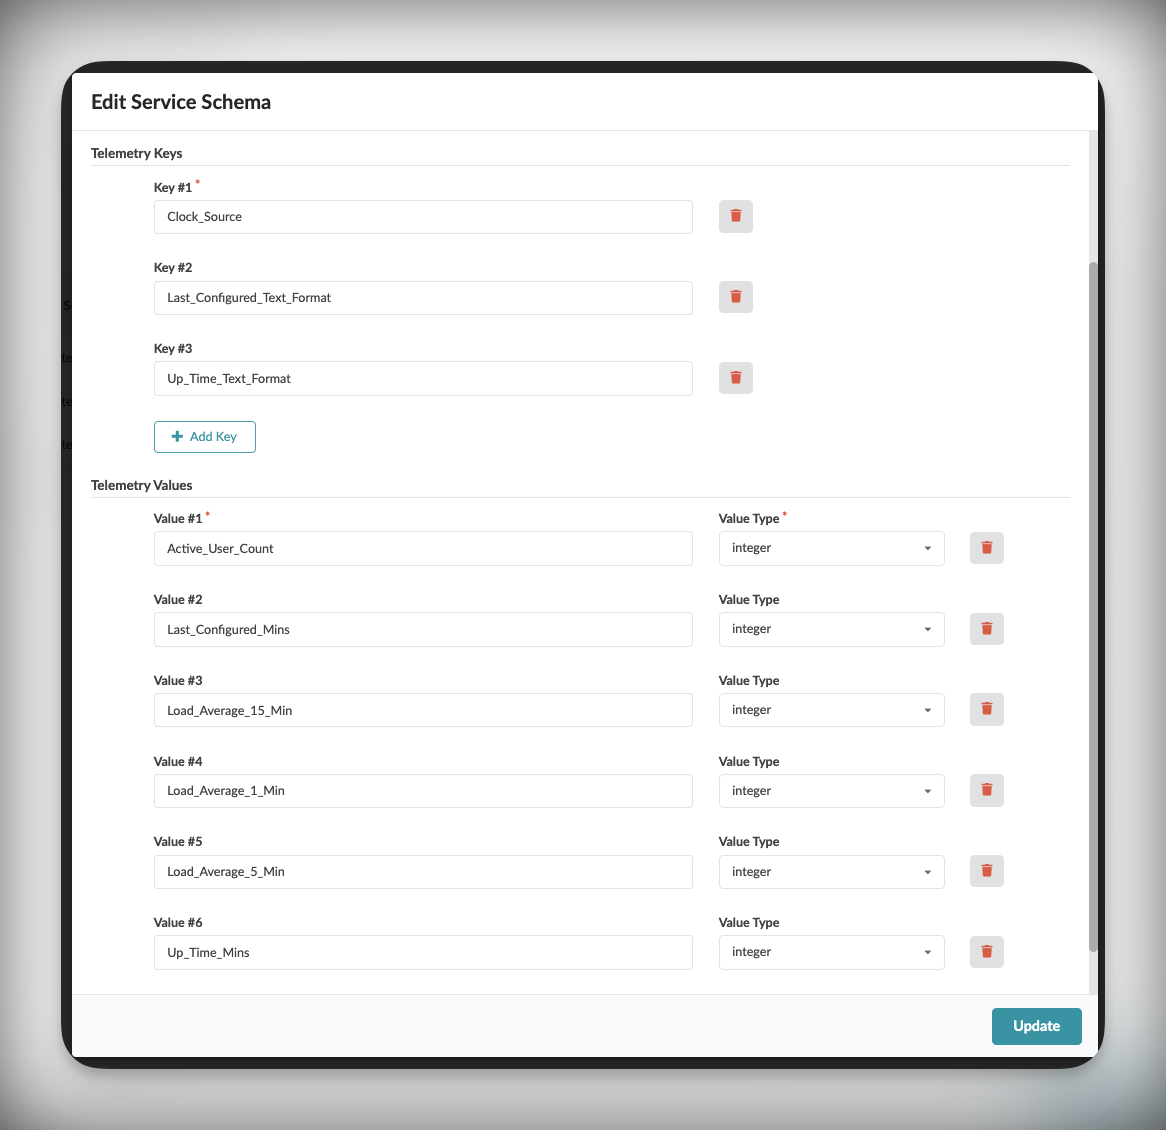 Edit Service Schema
Telemetry Keys
Key #1 *
Clock_Source
Key #2
Last_Configured_Text_Format
Key #3
Up_Time_Text_Format
Add Key
Telemetry Values
Value #1 * Value Type *
Active_User_Count integer
Value #2 Value Type
Last_Configured_Mins integer
Value #3 Value Type
Load_Average_15_Min integer
Value #4 Value Type
Load_Average_1_Min integer
Value #5 Value Type
Load_Average_5_Min integer
Value #6 Value Type
Up_Time_Mins integer
Update